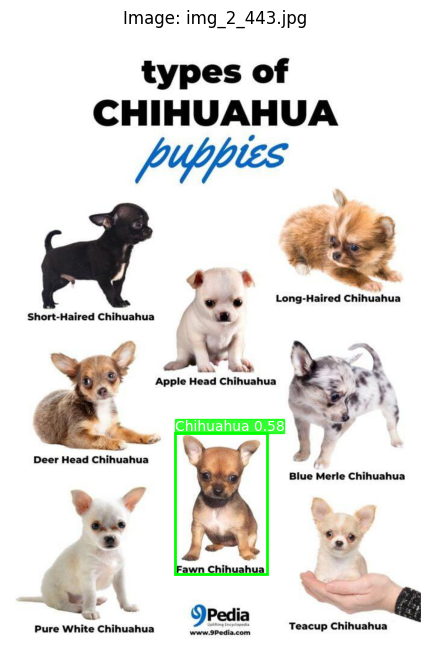 Image: img_2_443.jpg
types of
CHIHUAHUA
puppies
Short-Haired Chihuahua
Long-Haired Chihuahua
Apple Head Chihuahua
Deer Head Chihuahua
Blue Merle Chihuahua
Chihuahua 0.58
Fawn Chihuahua
Pure White Chihuahua
Teacup Chihuahua
9Pedia
Uplifting Encyclopedia
www.9Pedia.com